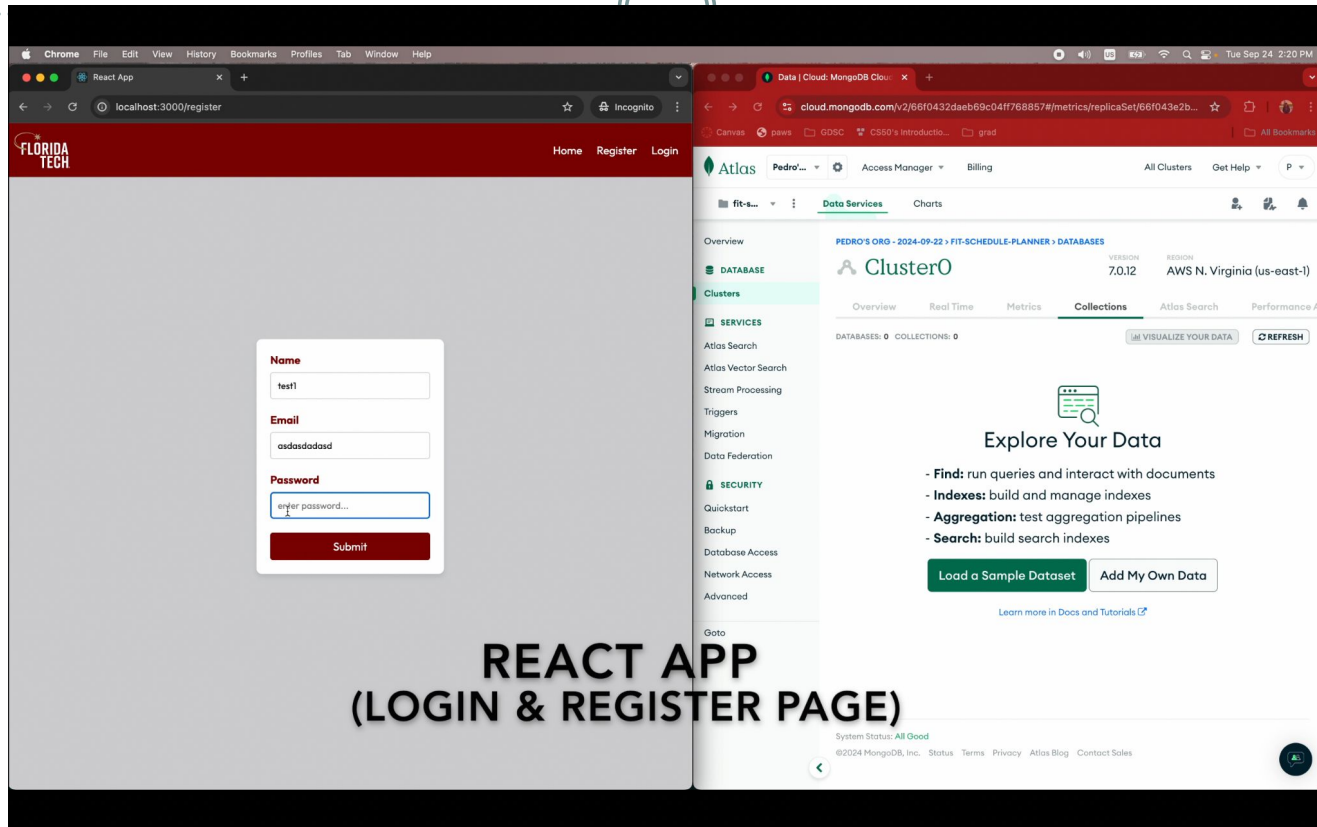 Chrome File Edit View History Bookmarks Profiles Tab Window Help
US Tue Sep 24 2:20 PM
React App
localhost:3000/register
Incognito
FLORIDA
TECH
Home Register Login
Name
test1
Email
asdasdadasd
Password
enter password...
Submit
Data | Cloud: MongoDB Clou
cloud.mongodb.com/v2/66f0432daeb69c04ff768857#/metrics/replicaSet/66f043e2b...
Canvas paws GDSC CS50's Introductio... grad All Bookmarks
Atlas Pedro'... Access Manager Billing All Clusters Get Help P
fit-s... Data Services Charts
Overview
DATABASE
Clusters
SERVICES
Atlas Search
Atlas Vector Search
Stream Processing
Triggers
Migration
Data Federation
SECURITY
Quickstart
Backup
Database Access
Network Access
Advanced
Goto
PEDRO'S ORG - 2024-09-22 > FIT-SCHEDULE-PLANNER > DATABASES
Cluster0
VERSION
7.0.12
REGION
AWS N. Virginia (us-east-1)
Overview Real Time Metrics Collections Atlas Search Performance A
DATABASES: 0 COLLECTIONS: 0 VISUALIZE YOUR DATA REFRESH
Explore Your Data
- Find: run queries and interact with documents
- Indexes: build and manage indexes
- Aggregation: test aggregation pipelines
- Search: build search indexes
Load a Sample Dataset Add My Own Data
Learn more in Docs and Tutorials
REACT APP
(LOGIN & REGISTER PAGE)
System Status: All Good
©2024 MongoDB, Inc. Status Terms Privacy Atlas Blog Contact Sales